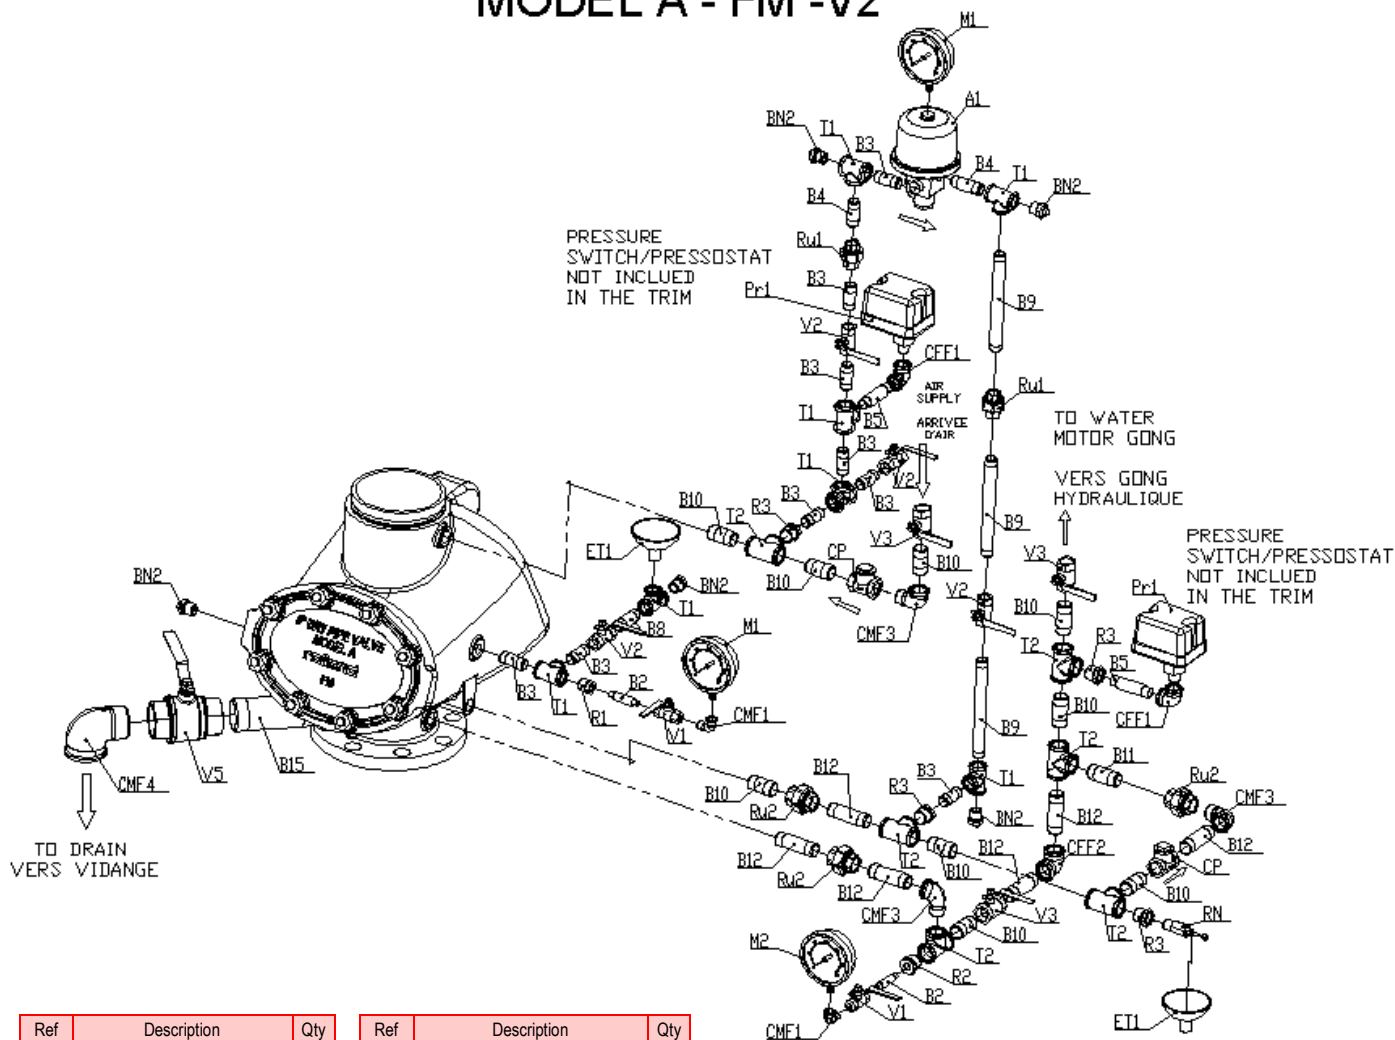 MODEL A - FM -V2
M1
A1
BN2
T1
B3
B4
T1
BN2
B4
PRESSURE
SWITCH/PRESSOSTAT
NOT INCLUED
IN THE TRIM
Ru1
B3
Pr1
B9
V2
CFF1
B3
AIR
SUPPLY
Ru1
T1
B5
ARRIVEE
D'AIR
TO WATER
MOTOR GONG
B3
T1
V2
B3
B3
VERS GONG
HYDRAULIQUE
B10
T2
R3
B9
V3
ET1
CP
B10
B10
V3
PRESSURE
SWITCH/PRESSOSTAT
NOT INCLUED
IN THE TRIM
Pr1
BN2
BN2
T1
V2
B10
B8
V2
M1
CMF3
T2
R3
B5
MODEL A
FM
B3
B3
T1
B2
R1
V1
CMF1
B10
CFF1
B9
T2
B11
Ru2
CMF4
V5
B15
B10
B12
Ru2
R3
B3
T1
BN2
CMF3
B12
TO DRAIN
VERS VIDANGE
B12
T2
B10
B12
CFF2
B12
CP
Ru2
B12
CMF3
B10
V3
T2
R3
RN
B10
M2
T2
R2
B2
V1
CMF1
ET1
Ref Description Qty
Ref Description Qty